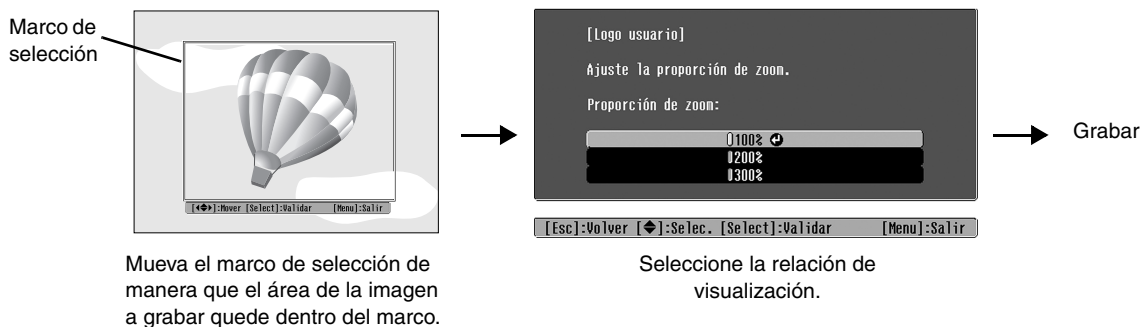 Marco de
selección
[Logo usuario]
Ajuste la proporción de zoom.
Proporción de zoom:
100%
200%
300%
Grabar
[Esc]:Volver [ ]:Selec. [Select]:Validar [Menu]:Salir
[ ]:Mover [Select]:Validar [Menu]:Salir
Mueva el marco de selección de
manera que el área de la imagen
a grabar quede dentro del marco.
Seleccione la relación de
visualización.